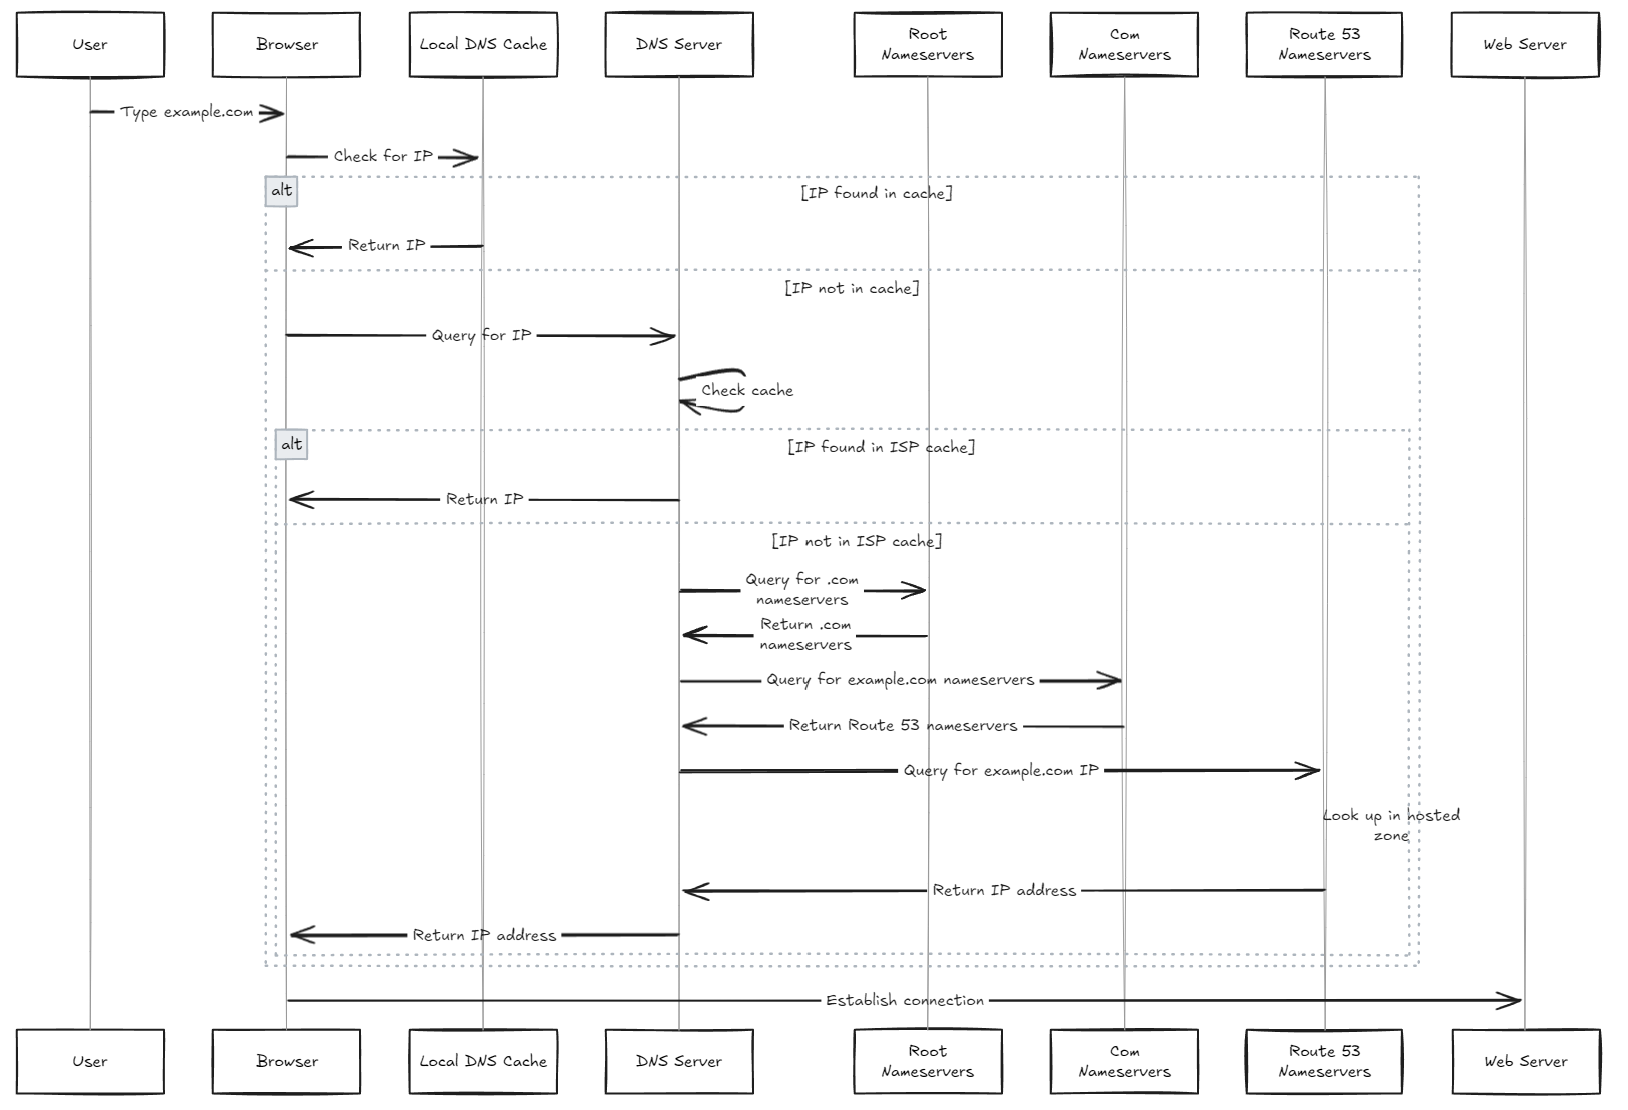 User
Browser
Local DNS Cache
DNS Server
Root
Nameservers
Com
Nameservers
Route 53
Nameservers
Web Server
Type example.com
Check for IP
alt
[IP found in cache]
Return IP
[IP not in cache]
Query for IP
Check cache
alt
[IP found in ISP cache]
Return IP
[IP not in ISP cache]
Query for .com
nameservers
Return .com
nameservers
Query for example.com nameservers
Return Route 53 nameservers
Query for example.com IP
Look up in hosted
zone
Return IP address
Return IP address
Establish connection
User
Browser
Local DNS Cache
DNS Server
Root
Nameservers
Com
Nameservers
Route 53
Nameservers
Web Server